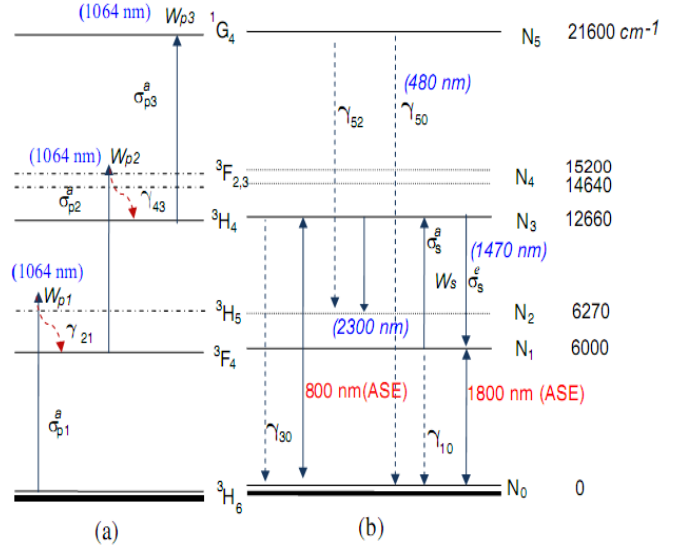 (1064 nm) Wp3 ¹G₄ N₅ 21600 cm⁻¹
(480 nm)
σᵃp3 γ52 γ50
(1064 nm) Wp2 ³F₂,₃ 15200
N₄ 14640
σᵃp2 γ43 ³H₄ N₃ 12660
(1064 nm) σᵃs (1470 nm)
Ws σᵉs
Wp1 ³H₅ N₂ 6270
(2300 nm)
γ21 ³F₄ N₁ 6000
800 nm(ASE) 1800 nm (ASE)
σᵃp1 γ30 γ10
³H₆ N₀ 0
(a) (b)